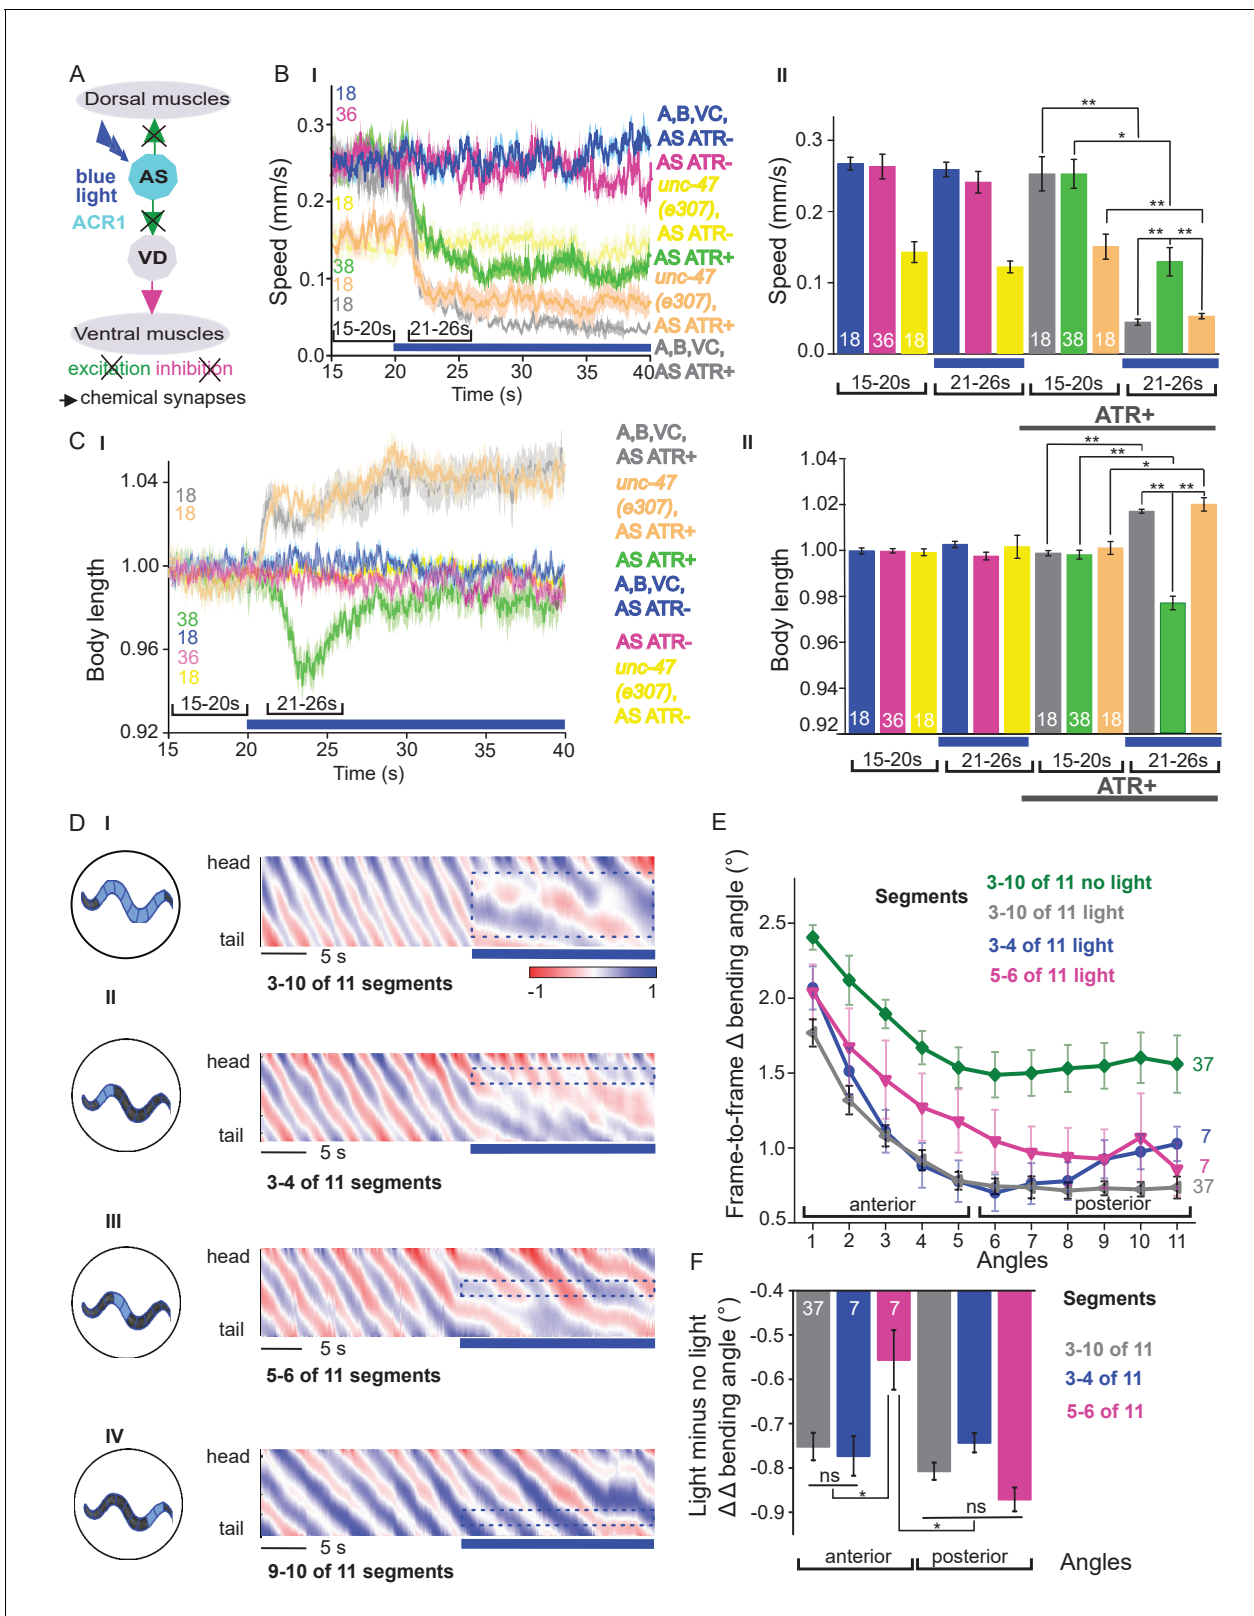 A
Dorsal muscles
blue
light
AS
ACR1
VD
Ventral muscles
excitation inhibition
chemical synapses
B I
18
36
18
38
18
18
0.3
0.2
0.1
0.0
Speed (mm/s)
15-20s
21-26s
15 20 25 30 35 40
Time (s)
A,B,VC,
AS ATR-
AS ATR-
unc-47
(e307),
AS ATR-
AS ATR+
unc-47
(e307),
AS ATR+
A,B,VC,
AS ATR+
II
0.3
0.2
0.1
0.0
Speed (mm/s)
**
*
**
** **
18 36 18 18 38 18
15-20s 21-26s 15-20s 21-26s
ATR+
C I
1.04
1.00
0.96
0.92
Body length
18
18
38
18
36
18
15-20s
21-26s
15 20 25 30 35 40
Time (s)
A,B,VC,
AS ATR+
unc-47
(e307),
AS ATR+
AS ATR+
A,B,VC,
AS ATR-
AS ATR-
unc-47
(e307),
AS ATR-
II
1.04
1.02
1.00
0.98
0.96
0.94
0.92
Body length
**
**
*
** **
18 36 18 18 38 18
15-20s 21-26s 15-20s 21-26s
ATR+
D I
head
tail
5 s
3-10 of 11 segments
-1 1
II
head
tail
5 s
3-4 of 11 segments
III
head
tail
5 s
5-6 of 11 segments
IV
head
tail
5 s
9-10 of 11 segments
E
Segments
3-10 of 11 no light
3-10 of 11 light
3-4 of 11 light
5-6 of 11 light
2.5
2.0
1.5
1.0
0.5
Frame-to-frame Δ bending angle (°)
37
7
7
37
anterior posterior
1 2 3 4 5 6 7 8 9 10 11
Angles
F
-0.4
-0.5
-0.6
-0.7
-0.8
-0.9
Light minus no light
Δ Δ bending angle (°)
37 7 7
Segments
3-10 of 11
3-4 of 11
5-6 of 11
ns
*
ns
*
anterior posterior
Angles